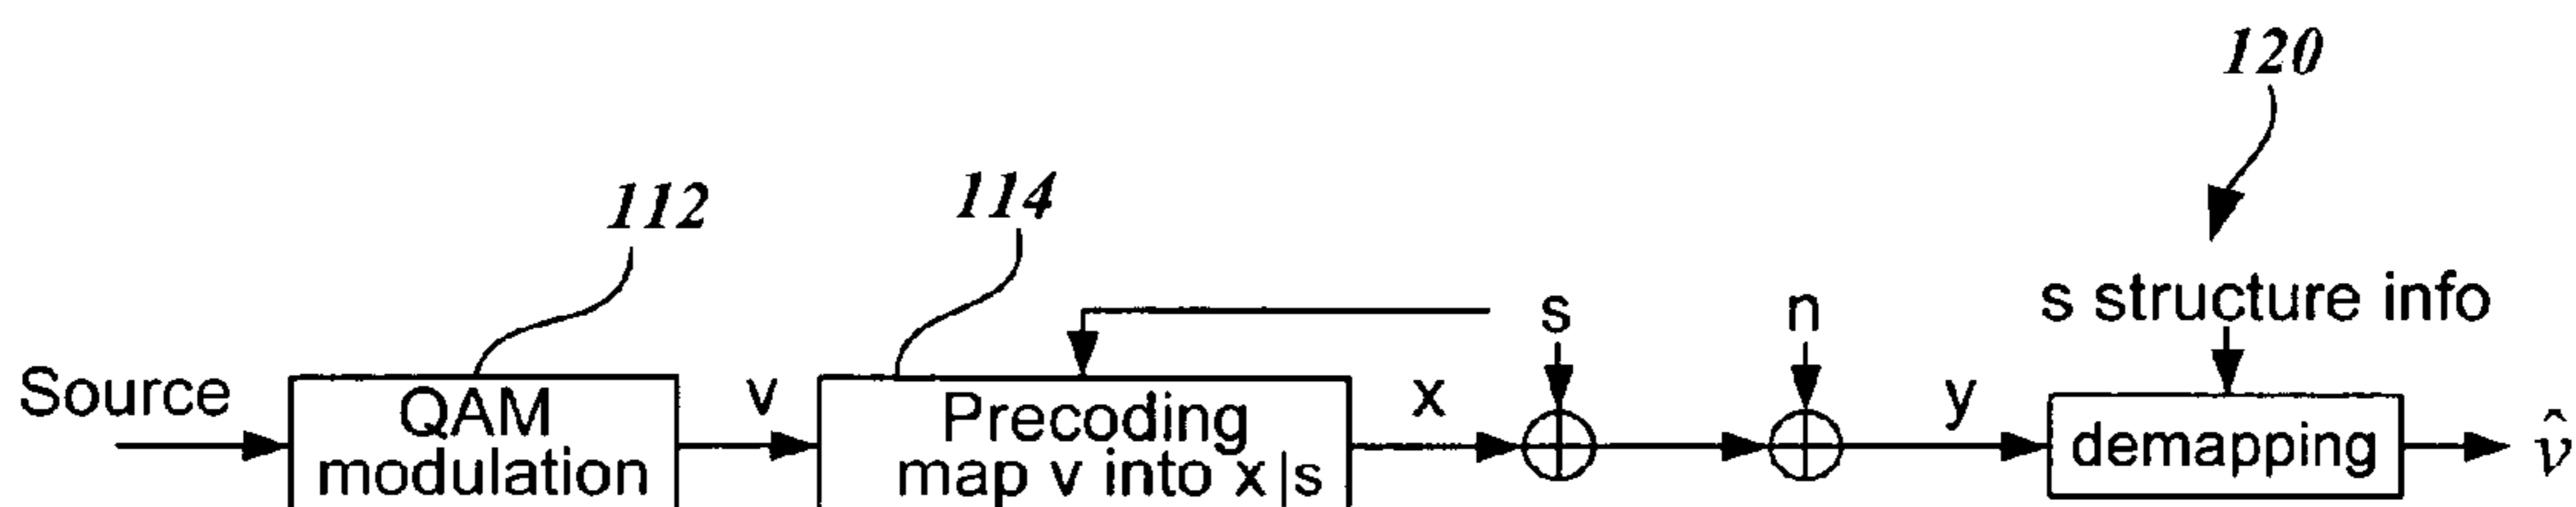 120
112
114
s structure info
s
n
Source
QAM
modulation
v
Precoding
map v into x|s
x
y
demapping
v̂